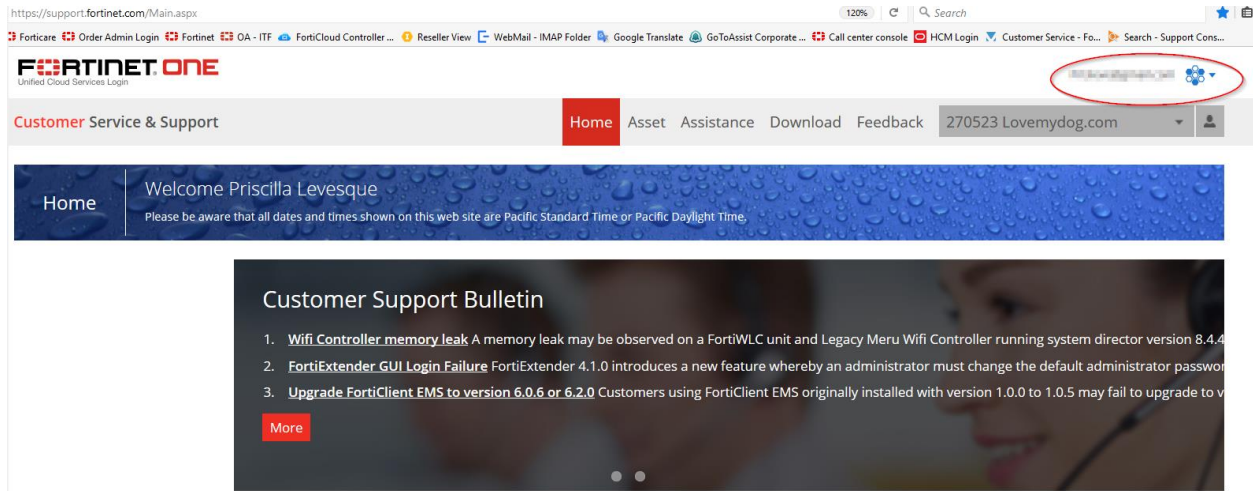 https://support.fortinet.com/Main.aspx 120% Search
Forticare Order Admin Login Fortinet OA - ITF FortiCloud Controller ... Reseller View WebMail - IMAP Folder Google Translate GoToAssist Corporate ... Call center console HCM Login Customer Service - Fo... Search - Support Cons...
FORTINET ONE
Unified Cloud Services Login
Customer Service & Support Home Asset Assistance Download Feedback 270523 Lovemydog.com
Home
Welcome Priscilla Levesque
Please be aware that all dates and times shown on this web site are Pacific Standard Time or Pacific Daylight Time.
Customer Support Bulletin
1. Wifi Controller memory leak A memory leak may be observed on a FortiWLC unit and Legacy Meru Wifi Controller running system director version 8.4.4
2. FortiExtender GUI Login Failure FortiExtender 4.1.0 introduces a new feature whereby an administrator must change the default administrator passwor
3. Upgrade FortiClient EMS to version 6.0.6 or 6.2.0 Customers using FortiClient EMS originally installed with version 1.0.0 to 1.0.5 may fail to upgrade to v
More